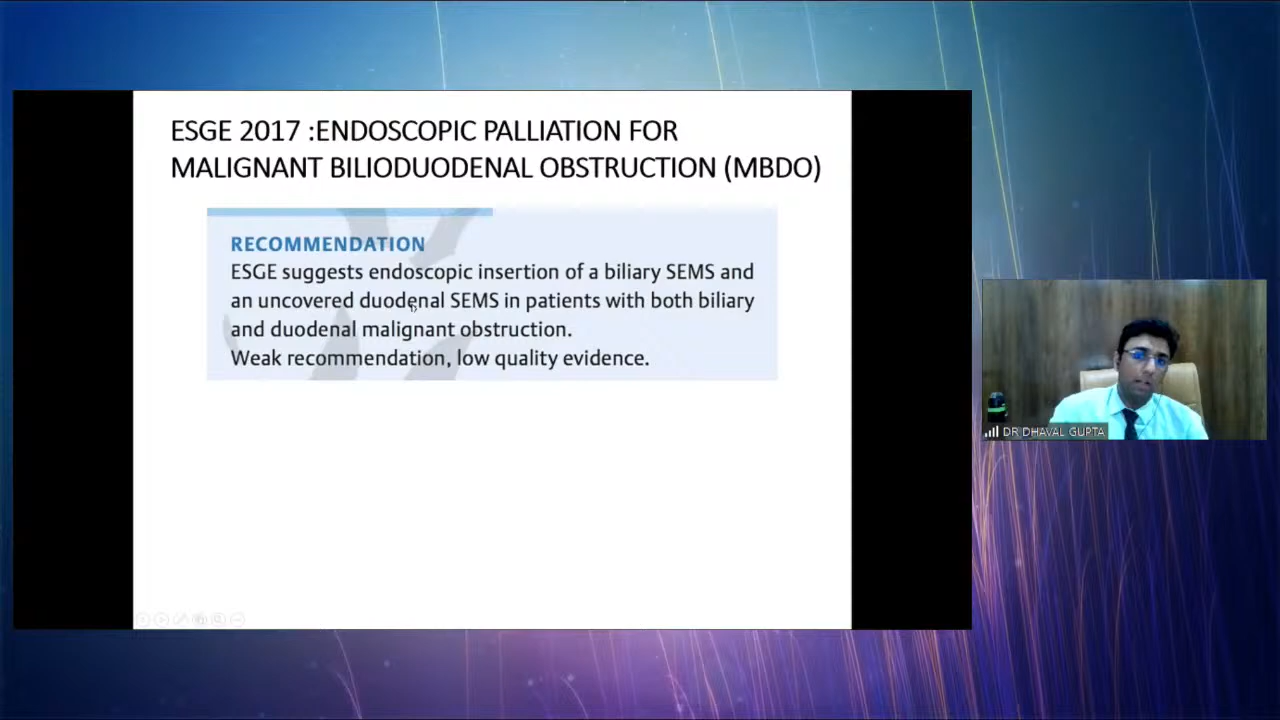 ESGE 2017 :ENDOSCOPIC PALLIATION FOR
MALIGNANT BILIODUODENAL OBSTRUCTION (MBDO)
RECOMMENDATION
ESGE suggests endoscopic insertion of a biliary SEMS and
an uncovered duodenal SEMS in patients with both biliary
and duodenal malignant obstruction.
Weak recommendation, low quality evidence.
DR DHAVAL GUPTA